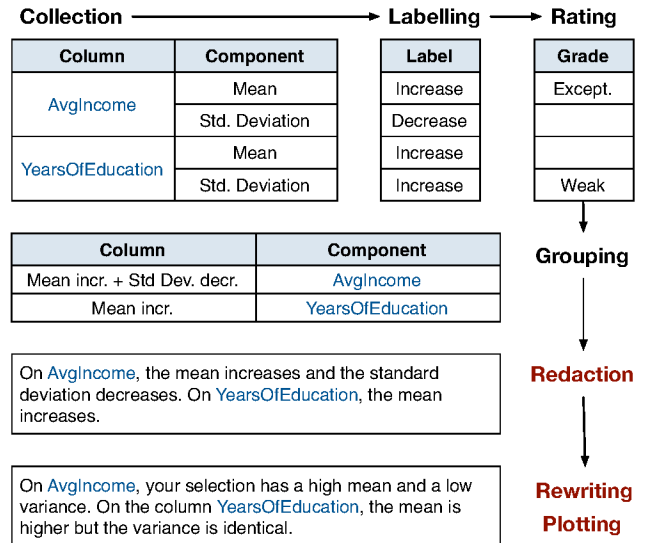 Collection Labelling Rating
Column Component Label Grade
AvgIncome Mean Increase Except.
Std. Deviation Decrease
YearsOfEducation Mean Increase
Std. Deviation Increase Weak
Column Component Grouping
Mean incr. + Std Dev. decr. AvgIncome
Mean incr. YearsOfEducation
On AvgIncome, the mean increases and the standard
deviation decreases. On YearsOfEducation, the mean
increases.
Redaction
On AvgIncome, your selection has a high mean and a low
variance. On the column YearsOfEducation, the mean is
higher but the variance is identical.
Rewriting
Plotting